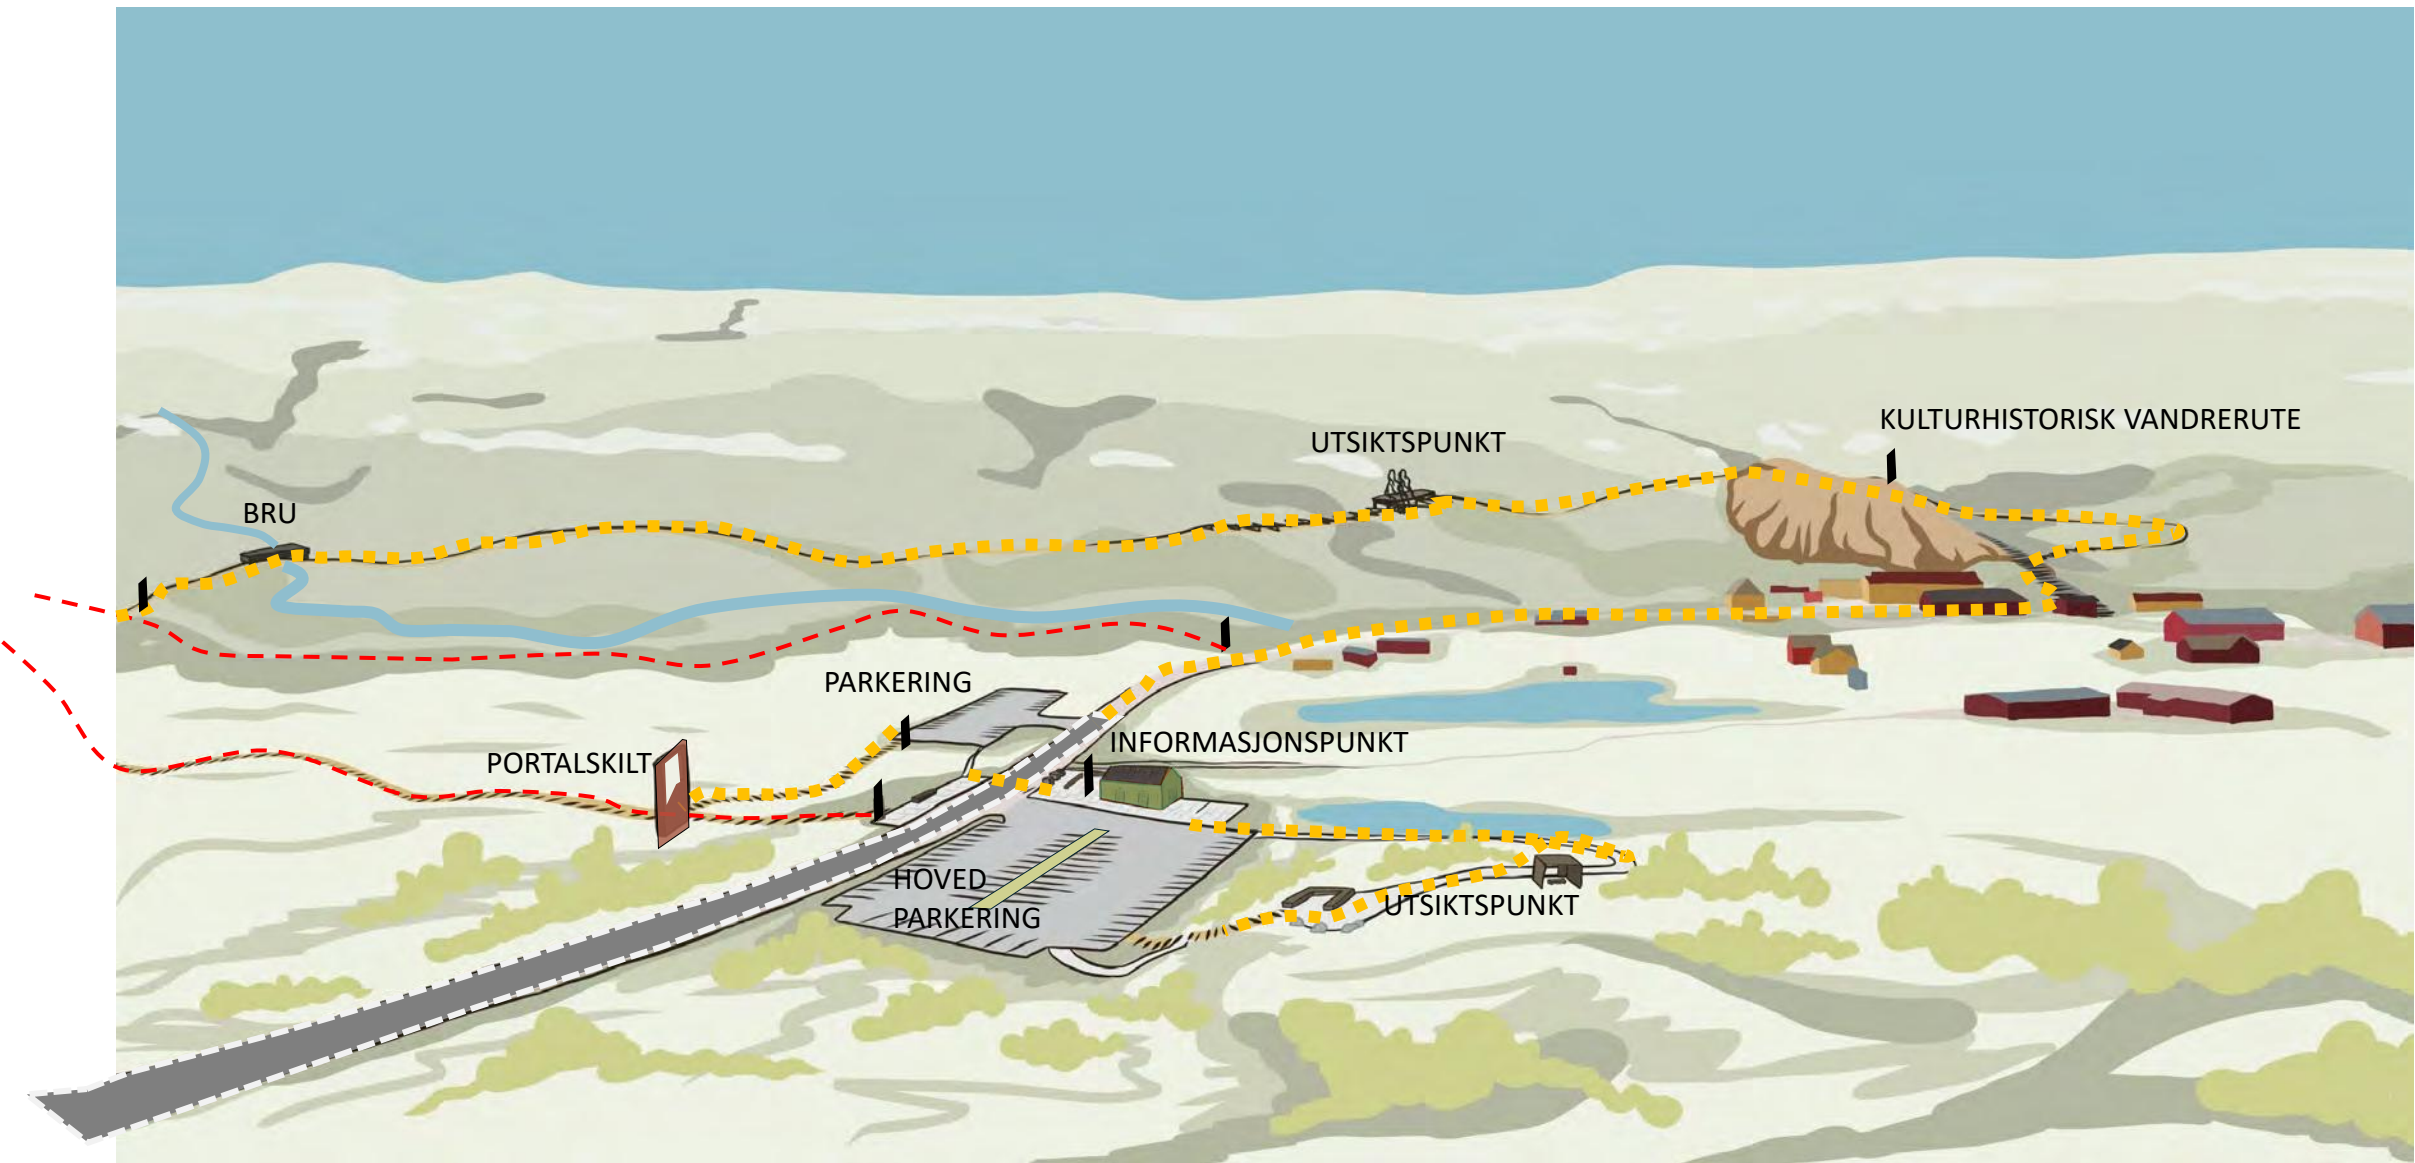 KULTURHISTORISK VANDRERUTE
UTSIKTSPUNKT
BRU
PARKERING
INFORMASJONSPUNKT
PORTALSKILT
HOVED
PARKERING
UTSIKTSPUNKT